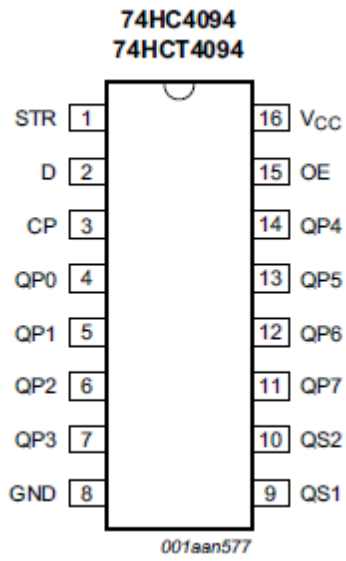 74HC4094
74HCT4094
STR 1 16 VCC
D 2 15 OE
CP 3 14 QP4
QP0 4 13 QP5
QP1 5 12 QP6
QP2 6 11 QP7
QP3 7 10 QS2
GND 8 9 QS1
001aan577